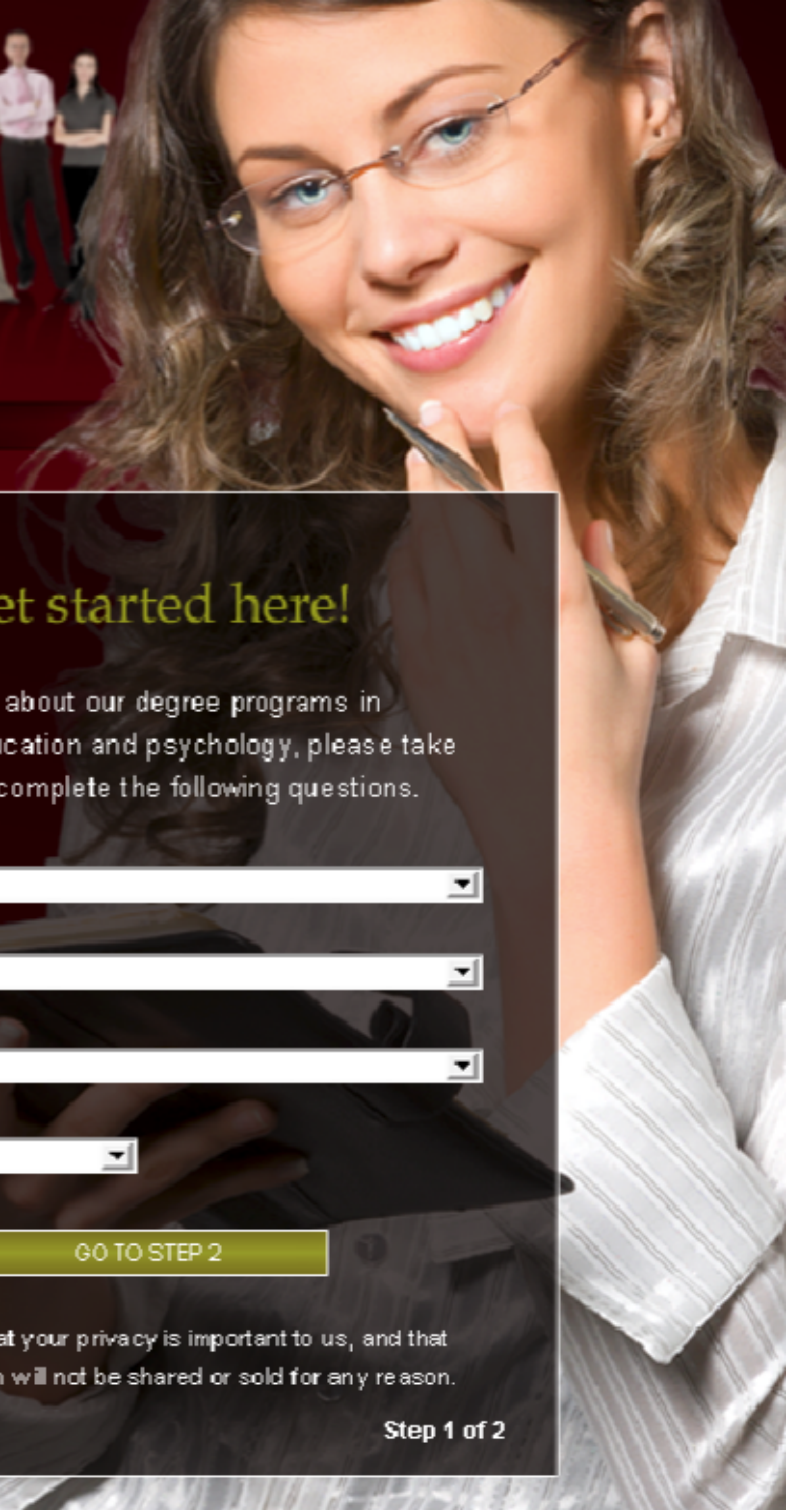 et started here!
about our degree programs in
cation and psychology, please take
complete the following questions.
GO TO STEP 2
at your privacy is important to us, and that
will not be shared or sold for any reason.
Step 1 of 2